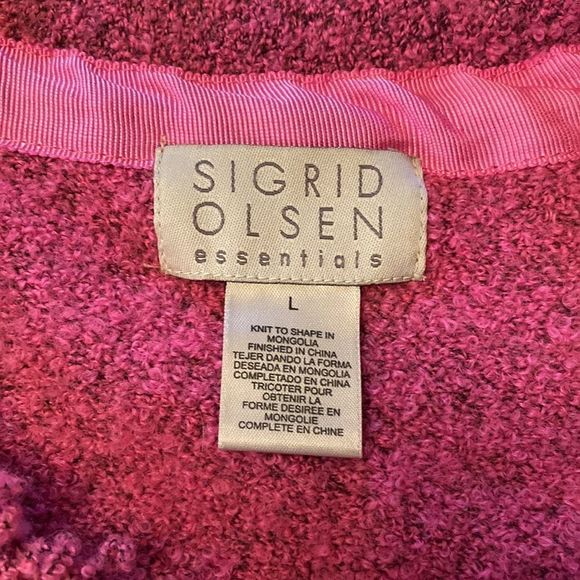 SIGRID
OLSEN
essentials
L
KNIT TO SHAPE IN
MONGOLIA
FINISHED IN CHINA
TEJER DANDO LA FORMA
DESEADA EN MONGOLIA
COMPLETADO EN CHINA
TRICOTER POUR
OBTENIR LA
FORME DESIREE EN
MONGOLIE
COMPLETE EN CHINE